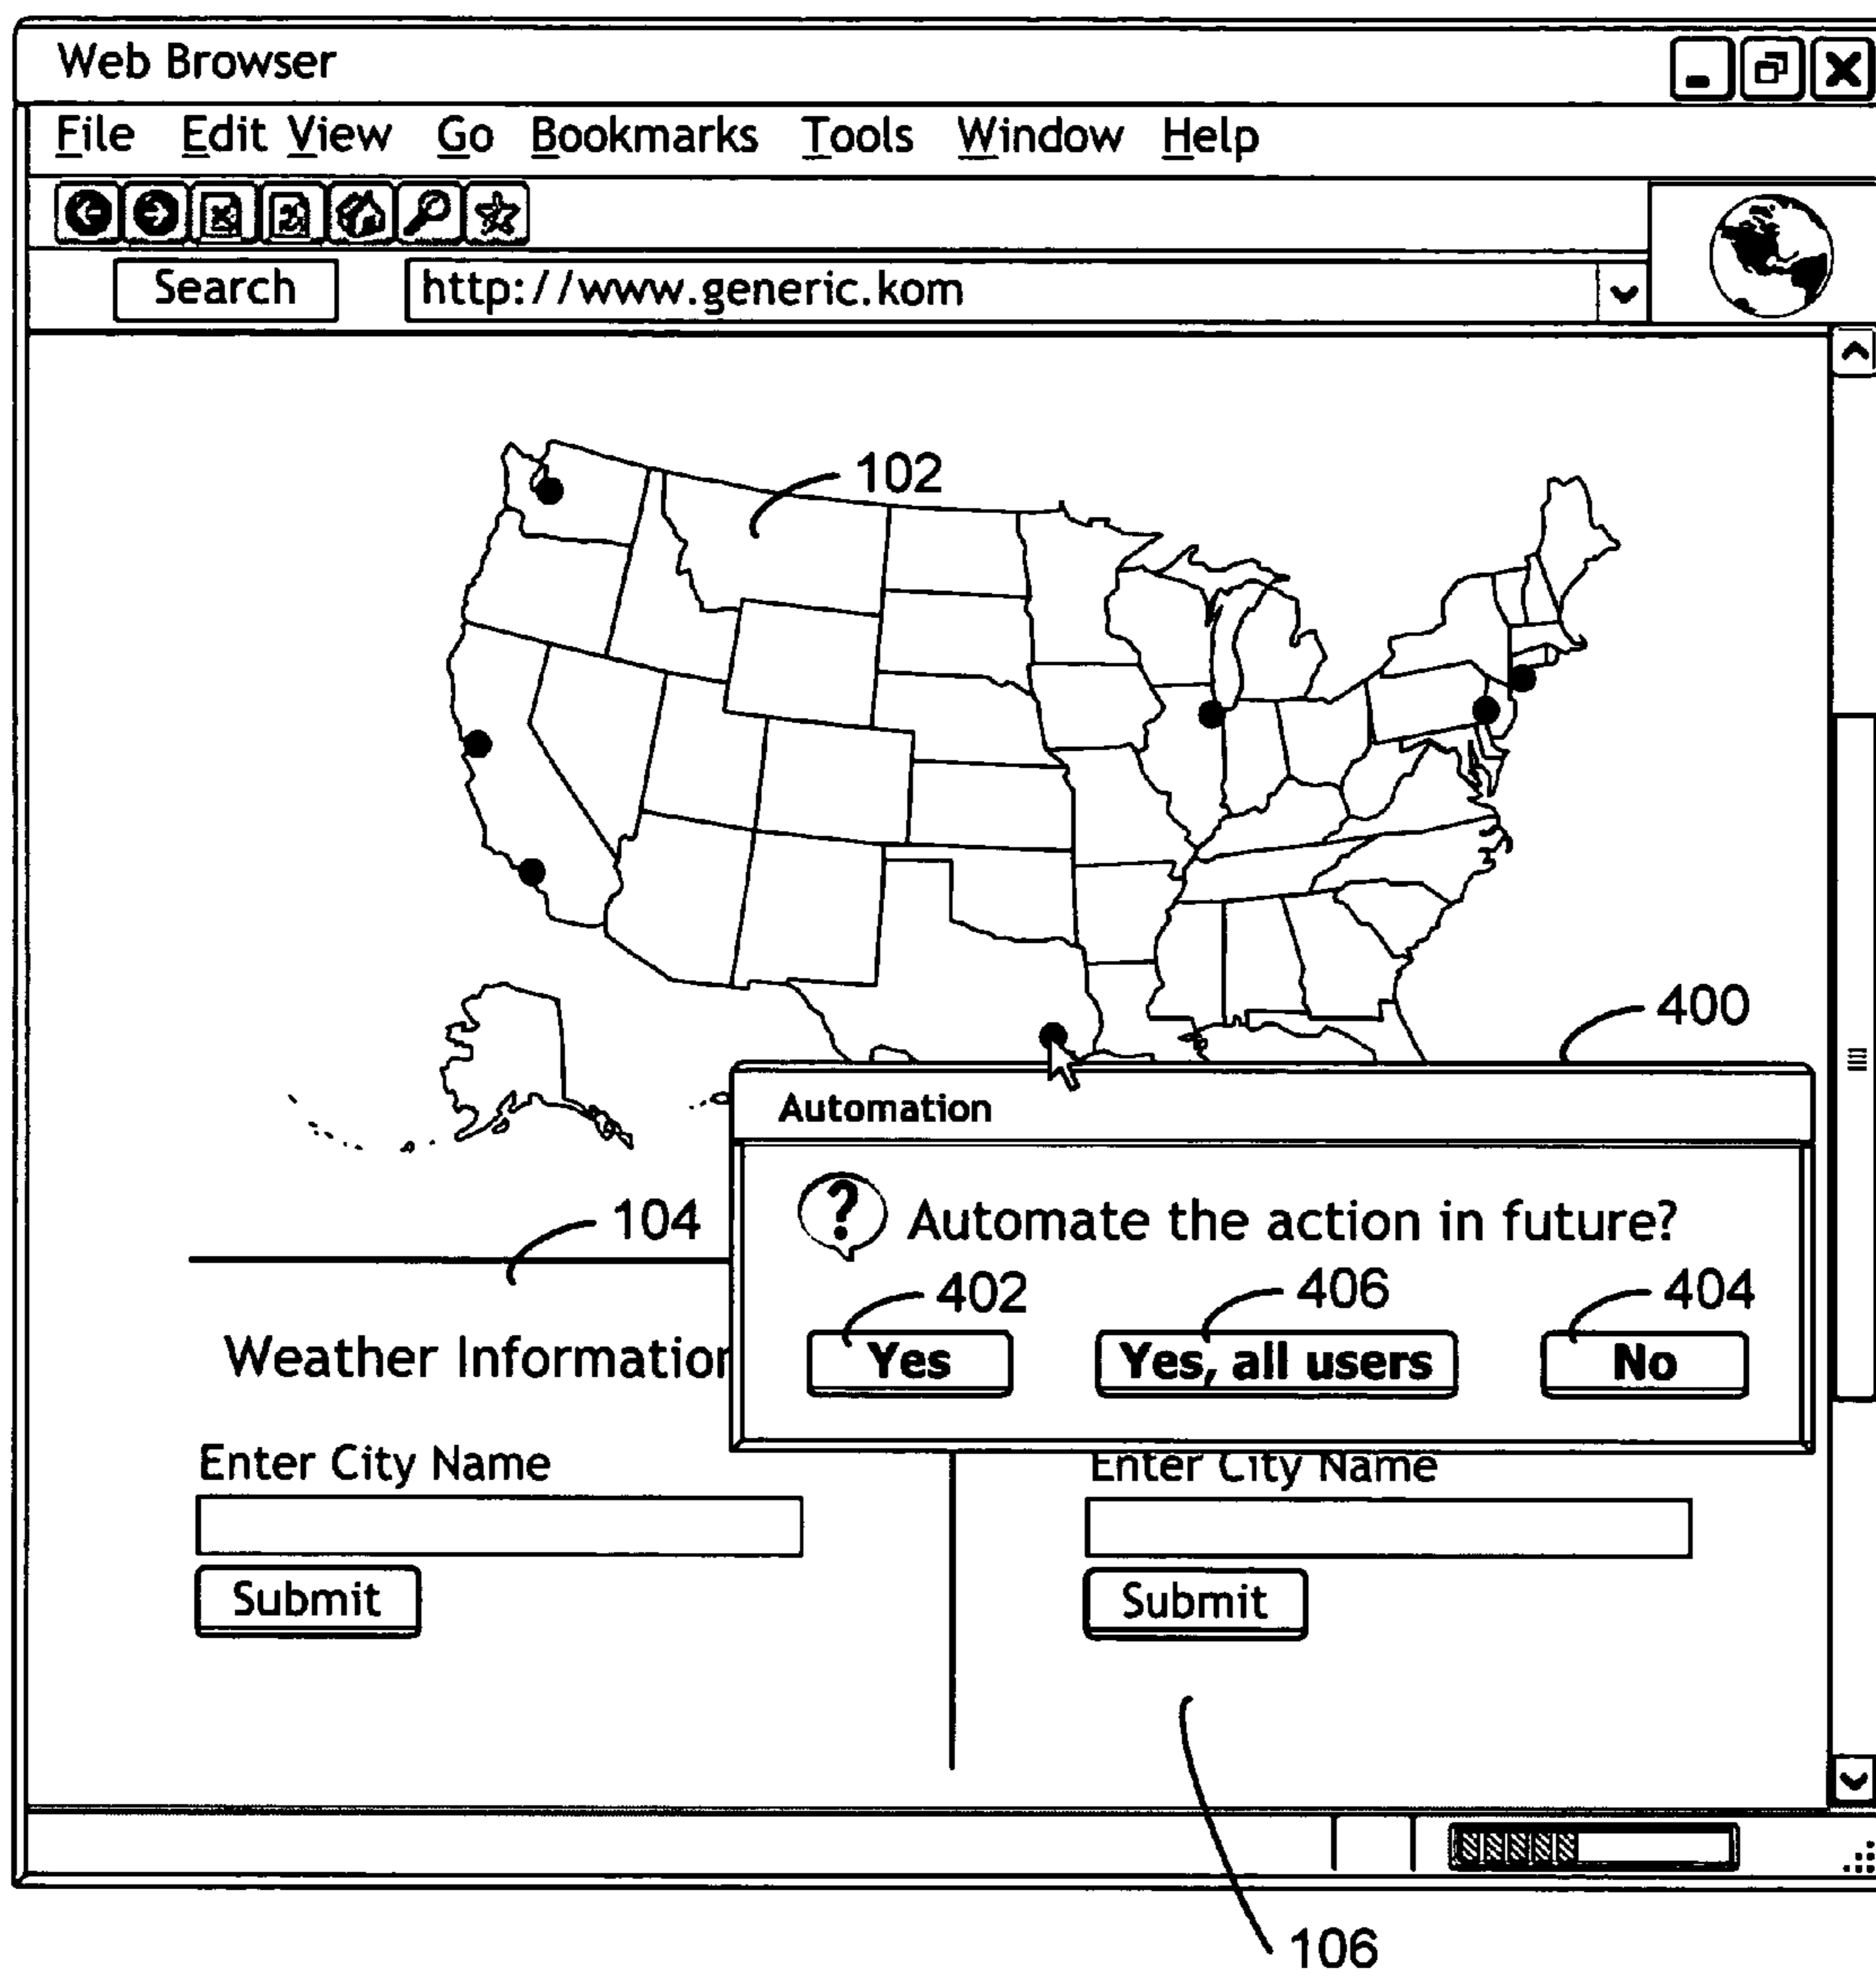 Web Browser
File Edit View Go Bookmarks Tools Window Help
Search http://www.generic.kom
102
400
Automation
? Automate the action in future?
104
402 406 404
Yes Yes, all users No
Weather Information
Enter City Name Enter City Name
Submit Submit
106